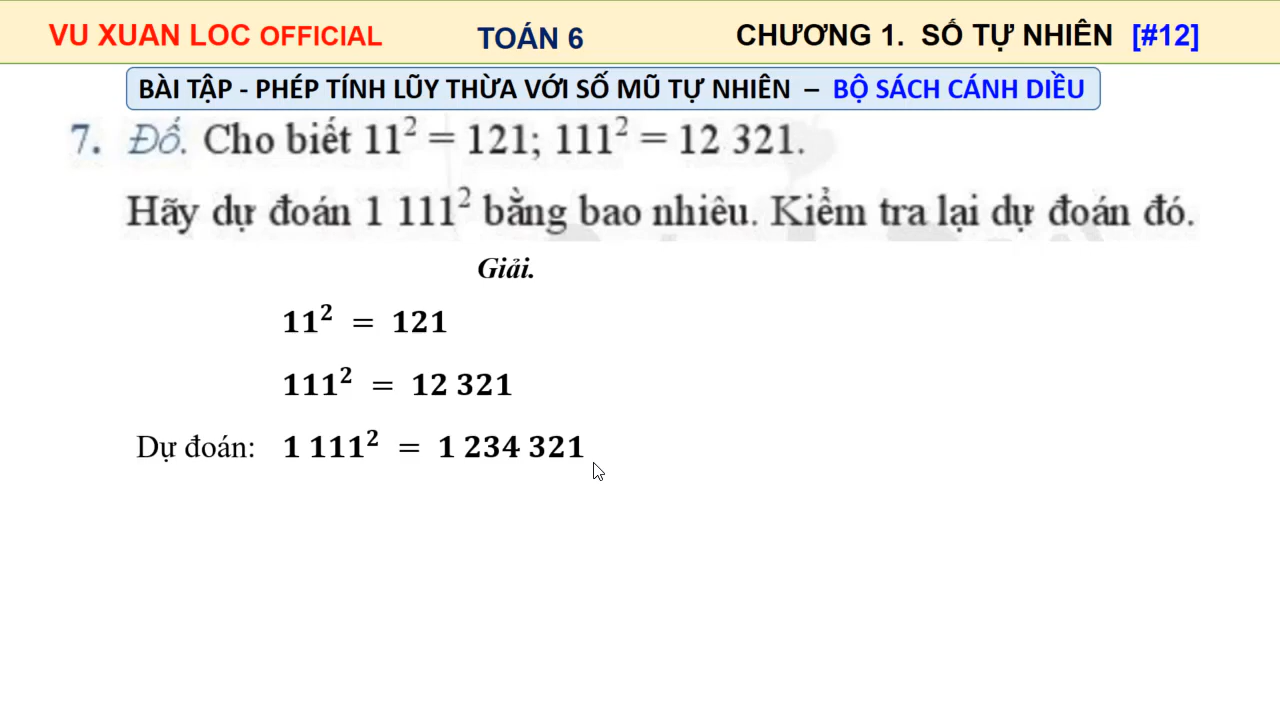 VU XUAN LOC OFFICIAL TOÁN 6 CHƯƠNG 1. SỐ TỰ NHIÊN [#12]
BÀI TẬP - PHÉP TÍNH LŨY THỪA VỚI SỐ MŨ TỰ NHIÊN – BỘ SÁCH CÁNH DIỀU
7. Đố. Cho biết 11² = 121; 111² = 12 321.
Hãy dự đoán 1 111² bằng bao nhiêu. Kiểm tra lại dự đoán đó.
Giải.
11² = 121
111² = 12 321
Dự đoán: 1 111² = 1 234 321